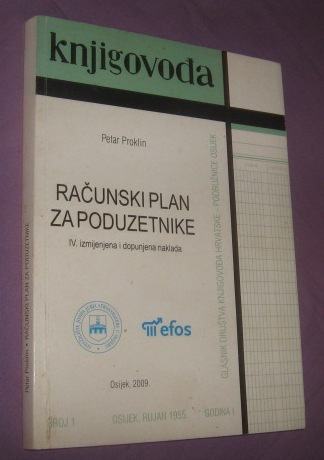 knjigovođa
Petar Proklin
RAČUNSKI PLAN
ZA PODUZETNIKE
IV. izmijenjena i dopunjena naklada
efos
Osijek, 2009.
BROJ 1 OSIJEK, RUJAN 1955. GODINA I
GLASNIK DRUŠTVA KNJIGOVOĐA HRVATSKE - PODRUŽNICE OSIJEK
Petar Proklin • RAČUNSKI PLAN ZA PODUZETNIKE